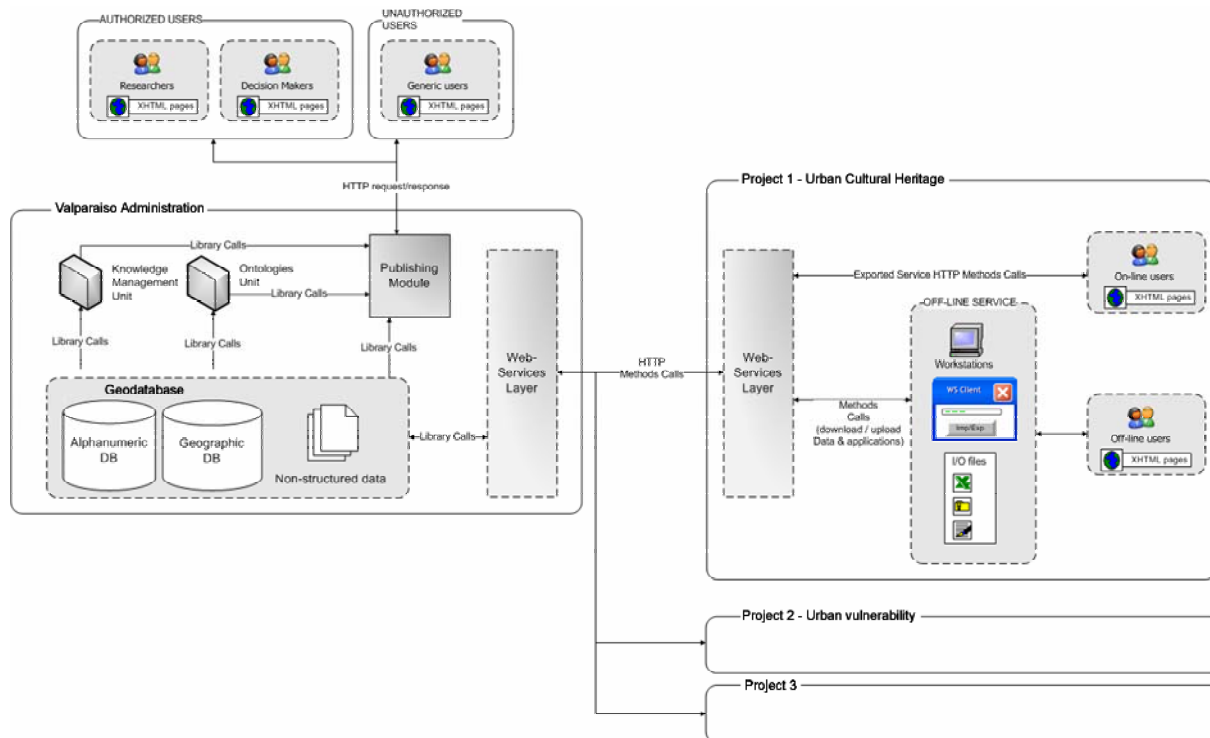 AUTHORIZED USERS
UNAUTHORIZED
USERS
Researchers
XHTML pages
Decision Makers
XHTML pages
Generic users
XHTML pages
HTTP request/response
Valparaiso Administration
Library Calls
Knowledge
Management
Unit
Ontologies
Unit
Library Calls
Publishing
Module
Library Calls
Library Calls
Library Calls
Geodatabase
Alphanumeric
DB
Geographic
DB
Non-structured data
Library Calls
Web-
Services
Layer
HTTP
Methods Calls
Project 1 - Urban Cultural Heritage
Web-
Services
Layer
Exported Service HTTP Methods Calls
On-line users
XHTML pages
OFF-LINE SERVICE
Workstations
WS Client
Imp/Exp
Methods
Calls
(download / upload
Data & applications)
I/O files
Off-line users
XHTML pages
Project 2 - Urban vulnerability
Project 3